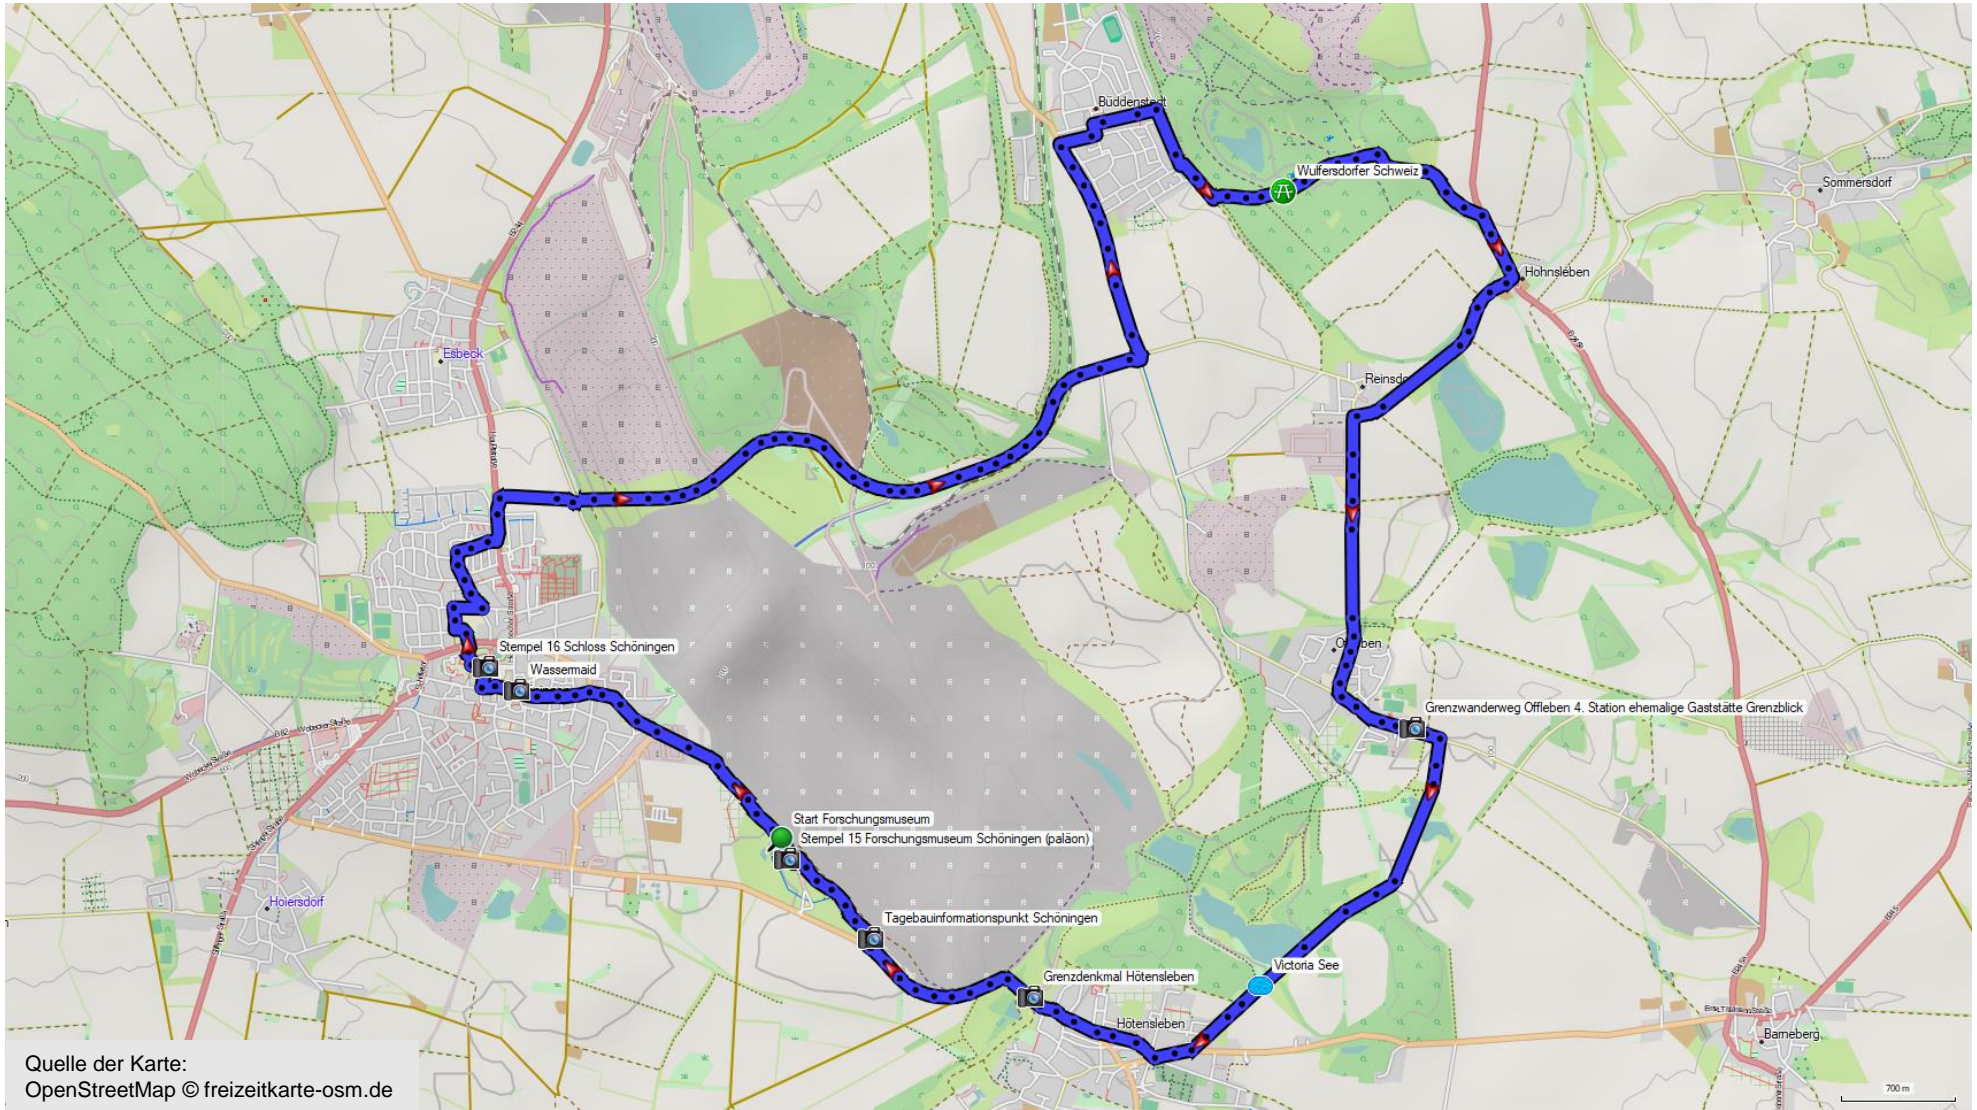 Büddenstedt
Wulfersdorfer Schweiz
Sommersdorf
Hohnsleben
Esbeck
Stempel 16 Schloss Schöningen
Wassermaid
Grenzwanderweg Offleben 4. Station ehemalige Gaststätte Grenzblick
Start Forschungsmuseum
Stempel 15 Forschungsmuseum Schöningen (paläon)
Hoiersdorf
Tagebauinformationspunkt Schöningen
Victoria See
Grenzdenkmal Hötensleben
Hötensleben
Barneberg
Quelle der Karte:
OpenStreetMap © freizeitkarte-osm.de
700 m